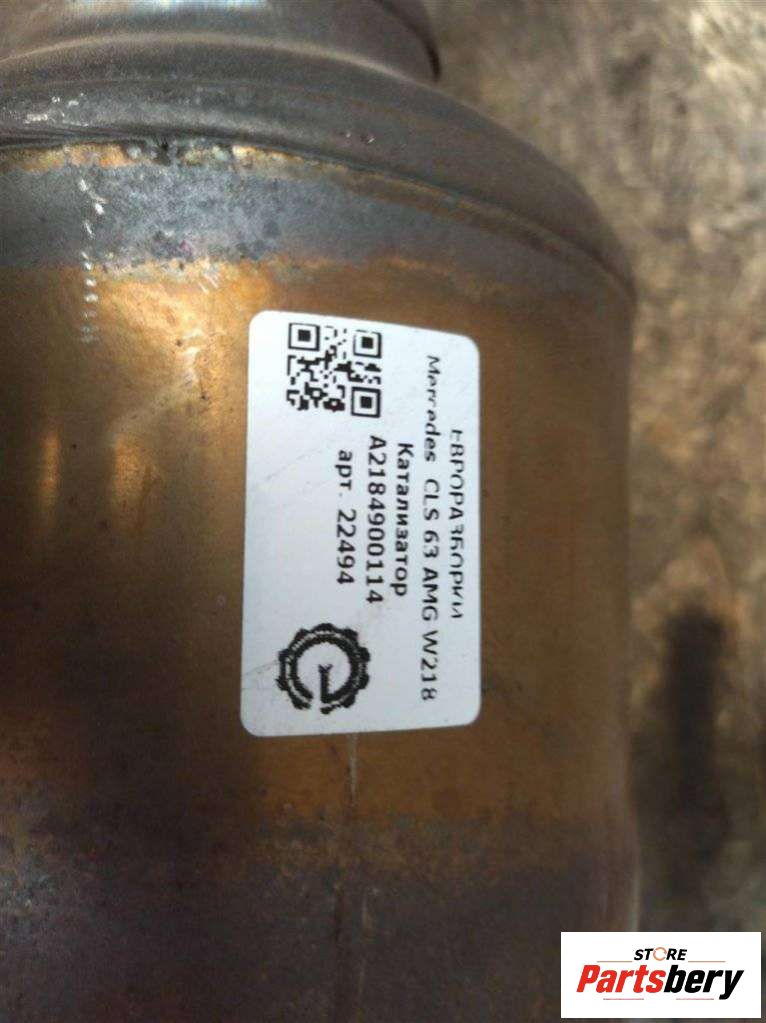 ЕВРОРАЗБОРКИ
Mercedes CLS 63 AMG W218
Катализатор
A2184900114
арт. 22494
STORE
Partsbery